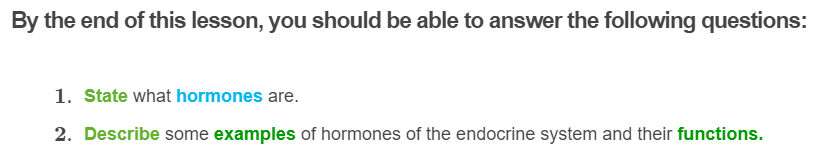 By the end of this lesson, you should be able to answer the following questions:
1. State what hormones are.
2. Describe some examples of hormones of the endocrine system and their functions.